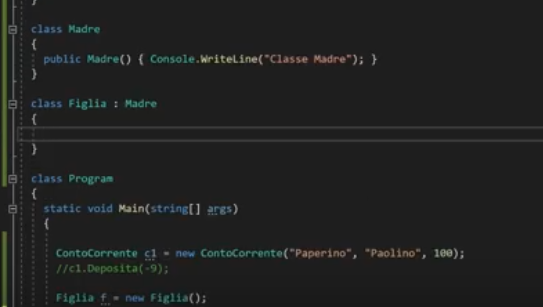 }
class Madre
{
public Madre() { Console.WriteLine("Classe Madre"); }
}
class Figlia : Madre
{
}
class Program
{
static void Main(string[] args)
{
ContoCorrente c1 = new ContoCorrente("Paperino", "Paolino", 100);
//c1.Deposita(-9);
Figlia f = new Figlia();